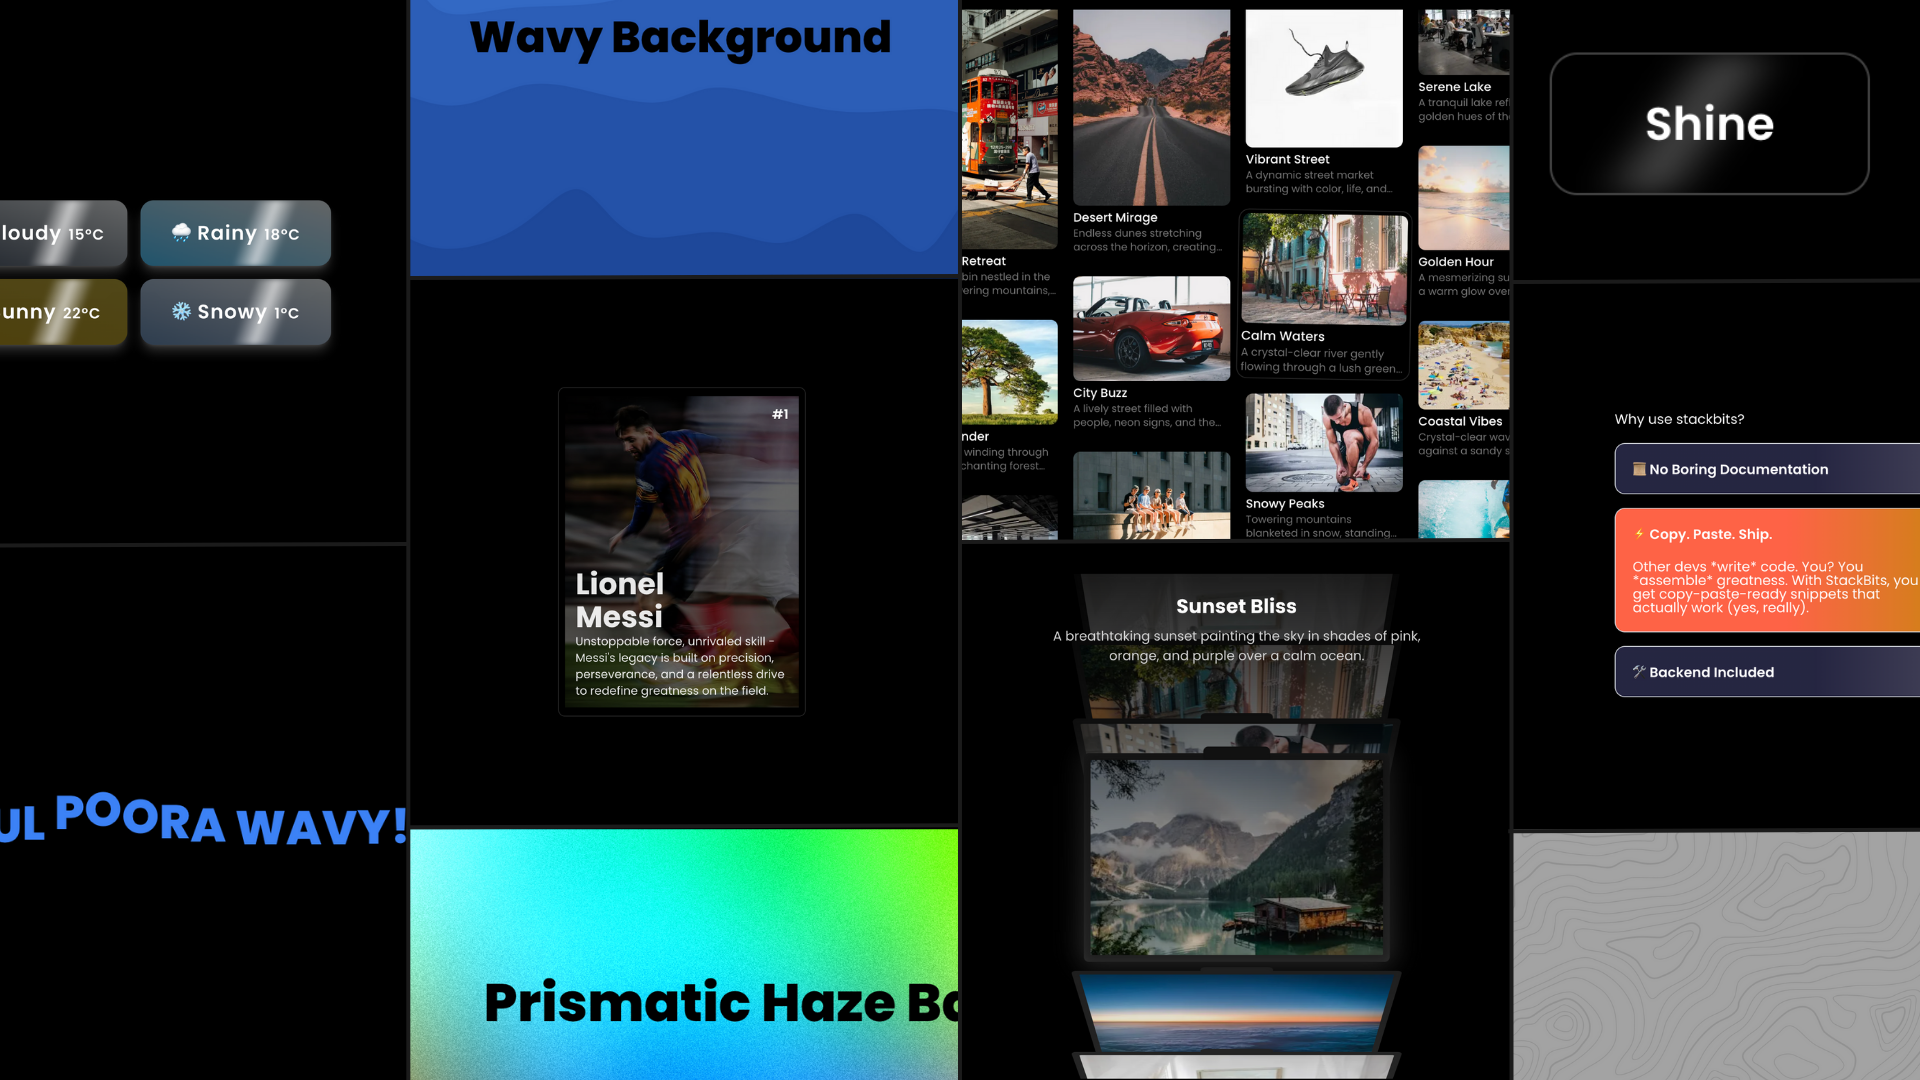 loudy 15°C
🌧️ Rainy 18°C
unny 22°C
❄️ Snowy 1°C
UL POORA WAVY!
Wavy Background
#1
Lionel
Messi
Unstoppable force, unrivaled skill -
Messi's legacy is built on precision,
perseverance, and a relentless drive
to redefine greatness on the field.
Prismatic Haze Ba
Retreat
bin nestled in the
ering mountains,...
nder
winding through
chanting forest...
Desert Mirage
Endless dunes stretching
across the horizon, creating...
City Buzz
A lively street filled with
people, neon signs, and the...
Vibrant Street
A dynamic street market
bursting with color, life, and...
Calm Waters
A crystal-clear river gently
flowing through a lush green...
Snowy Peaks
Towering mountains
blanketed in snow, standing...
Serene Lake
A tranquil lake refl
golden hues of th
Golden Hour
A mesmerizing su
a warm glow over
Coastal Vibes
Crystal-clear wav
against a sandy s
Sunset Bliss
A breathtaking sunset painting the sky in shades of pink,
orange, and purple over a calm ocean.
Shine
Why use stackbits?
No Boring Documentation
⚡ Copy. Paste. Ship.
Other devs *write* code. You? You
*assemble* greatness. With StackBits, you
get copy-paste-ready snippets that
actually work (yes, really).
🛠️ Backend Included